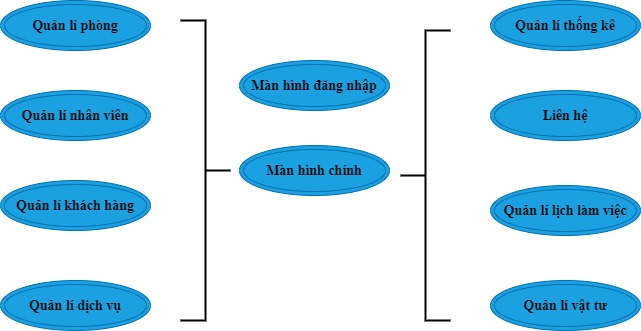 Quản lí phòng
Quản lí nhân viên
Quản lí khách hàng
Quản lí dịch vụ
Màn hình đăng nhập
Màn hình chính
Quản lí thống kê
Liên hệ
Quản lí lịch làm việc
Quản lí vật tư